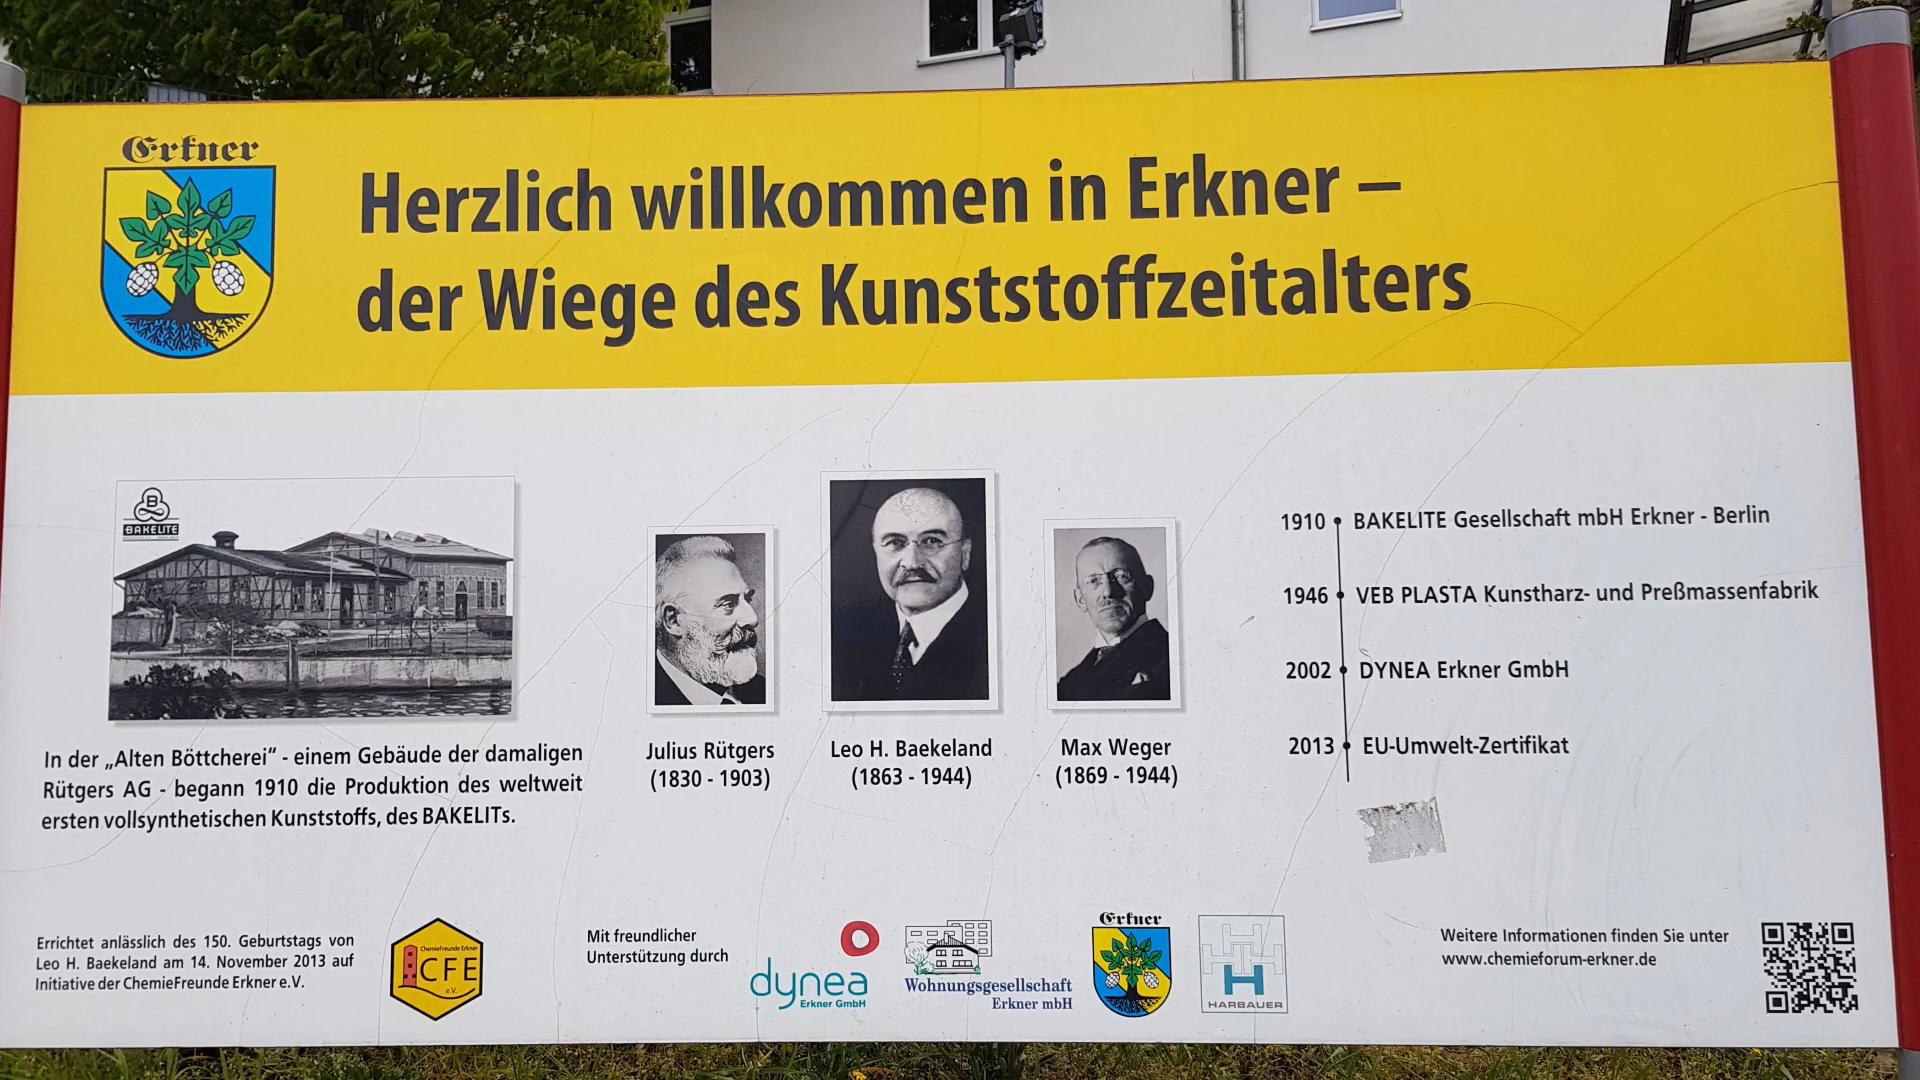 Erkner
Herzlich willkommen in Erkner –
der Wiege des Kunststoffzeitalters
B
BAKELITE
In der „Alten Böttcherei“ - einem Gebäude der damaligen
Rütgers AG - begann 1910 die Produktion des weltweit
ersten vollsynthetischen Kunststoffs, des BAKELITs.
Julius Rütgers
(1830 - 1903)
Leo H. Baekeland
(1863 - 1944)
Max Weger
(1869 - 1944)
1910 BAKELITE Gesellschaft mbH Erkner - Berlin
1946 VEB PLASTA Kunstharz- und Preßmassenfabrik
2002 DYNEA Erkner GmbH
2013 EU-Umwelt-Zertifikat
Errichtet anlässlich des 150. Geburtstags von
Leo H. Baekeland am 14. November 2013 auf
Initiative der ChemieFreunde Erkner e.V.
ChemieFreunde Erkner
CFE
e.V.
Mit freundlicher
Unterstützung durch
dynea
Erkner GmbH
Wohnungsgesellschaft
Erkner mbH
Erkner
H
HARBAUER
Weitere Informationen finden Sie unter
www.chemieforum-erkner.de